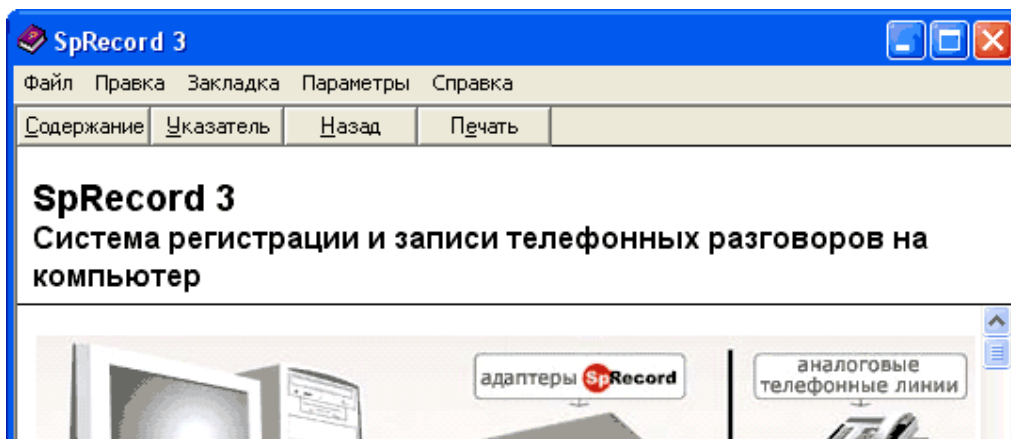 SpRecord 3
Файл Правка Закладка Параметры Справка
Содержание Указатель Назад Печать
SpRecord 3
Система регистрации и записи телефонных разговоров на
компьютер
адаптеры SpRecord
аналоговые
телефонные линии